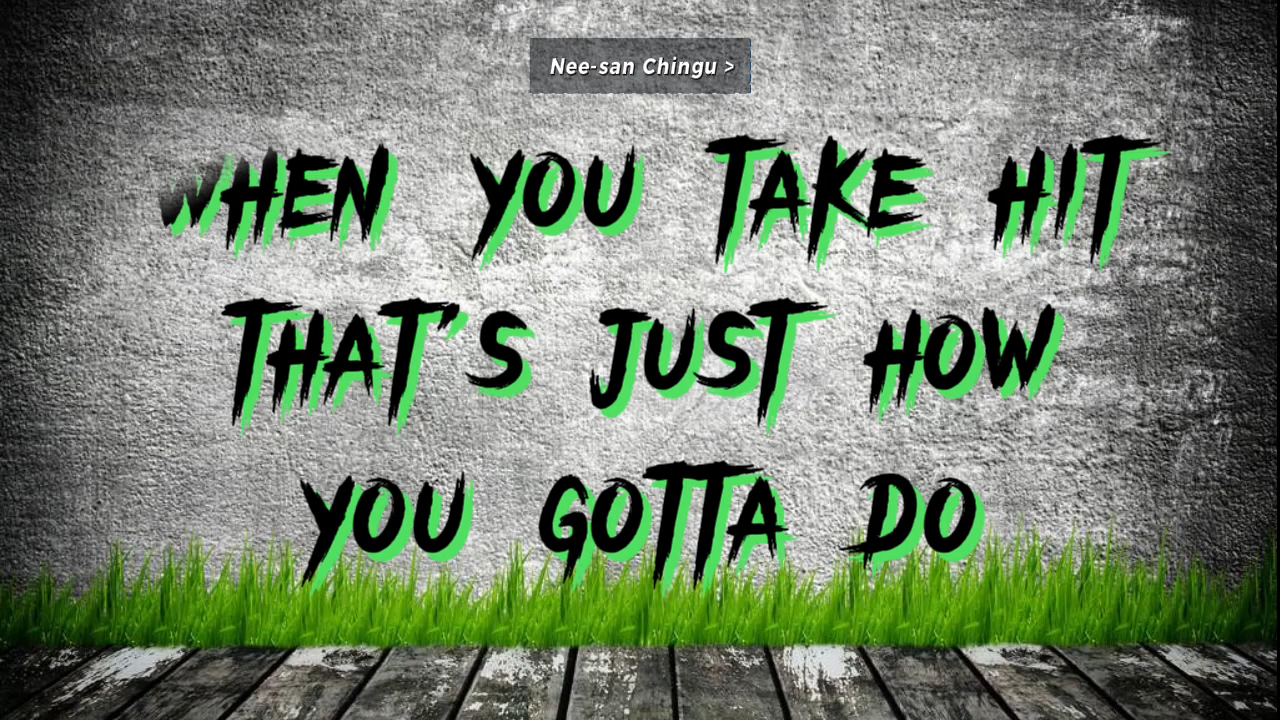 Nee-san Chingu >
WHEN YOU TAKE HIT
THAT'S JUST HOW
YOU GOTTA DO